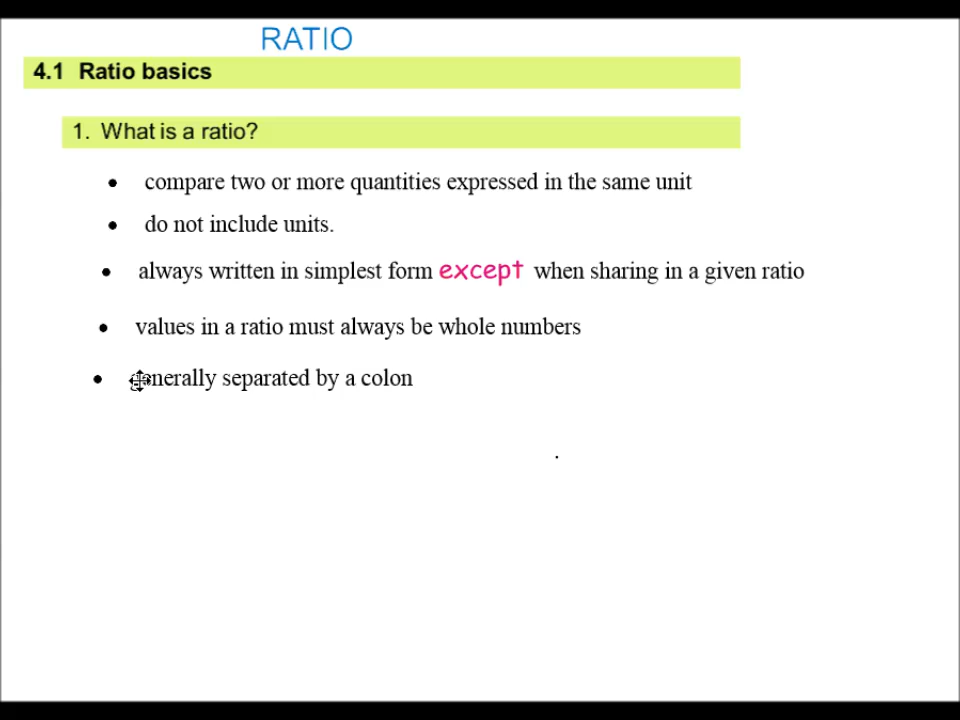 RATIO
4.1 Ratio basics
1. What is a ratio?
• compare two or more quantities expressed in the same unit
• do not include units.
• always written in simplest form except when sharing in a given ratio
• values in a ratio must always be whole numbers
• generally separated by a colon
.